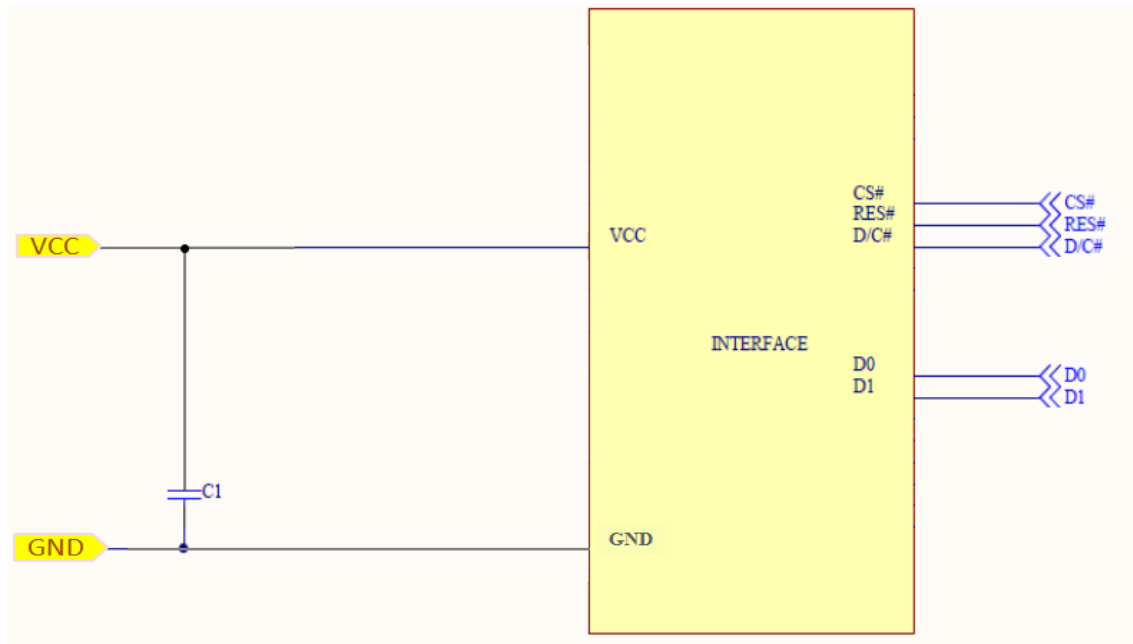 CS#
RES#
D/C#
CS#
RES#
D/C#
VCC
VCC
INTERFACE
D0
D1
D0
D1
C1
GND
GND